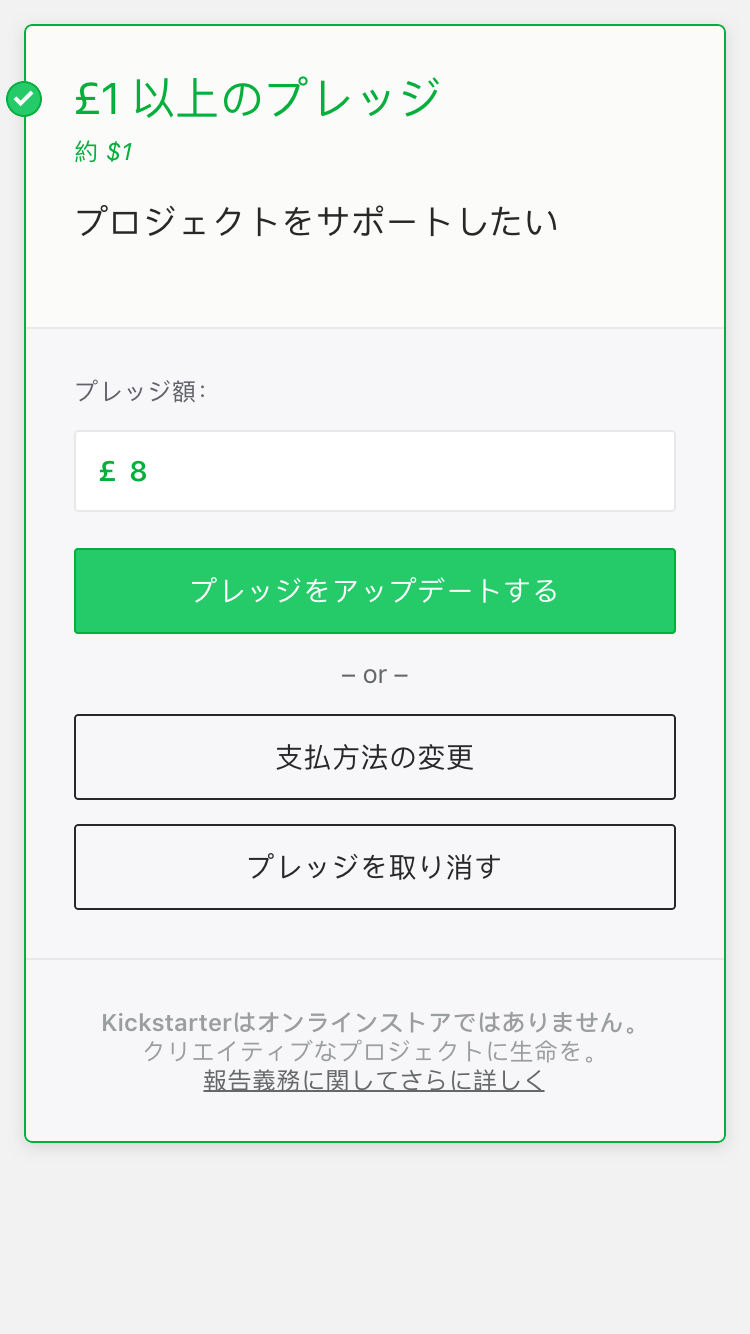 £1 以上のプレッジ
約 $1
プロジェクトをサポートしたい
プレッジ額:
£ 8
プレッジをアップデートする
– or –
支払方法の変更
プレッジを取り消す
Kickstarterはオンラインストアではありません。
クリエイティブなプロジェクトに生命を。
報告義務に関してさらに詳しく